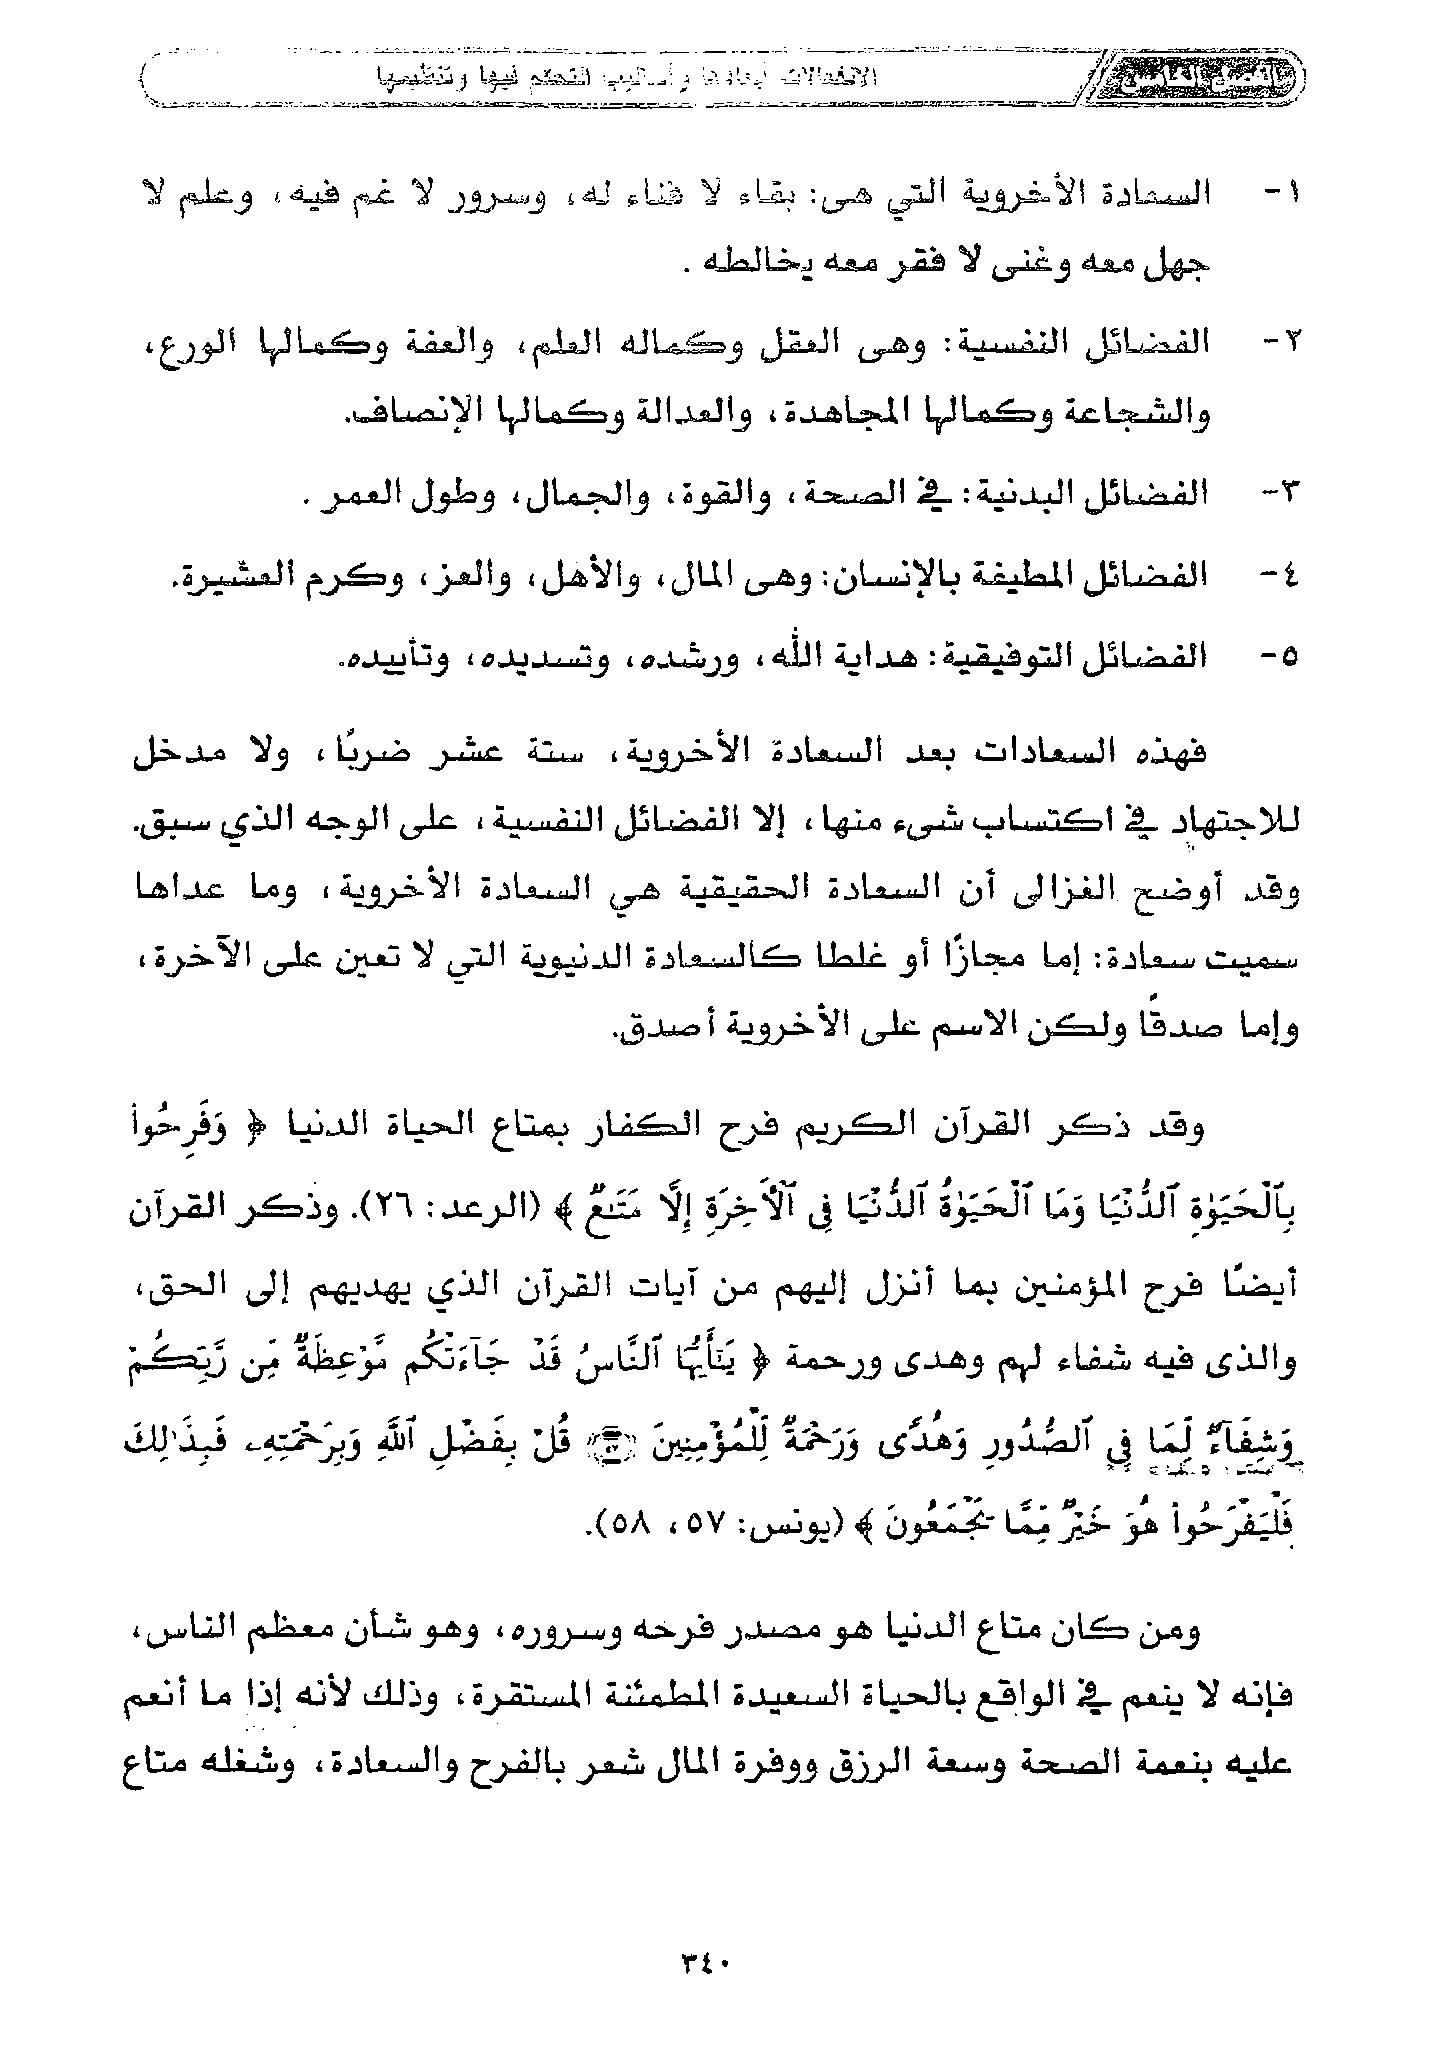 الفصل الخامس
الانفعالات أبعادها وأساليب التحكم فيها وتنظيمها
١- السعادة الأخروية التي هى: بقاء لا فناء له، وسرور لا غم فيه، وعلم لا
جهل معه وغنى لا فقر معه يخالطه .
٢- الفضائل النفسية: وهى العقل وكماله العلم، والعفة وكمالها الورع،
والشجاعة وكمالها المجاهدة، والعدالة وكمالها الإنصاف.
٣- الفضائل البدنية: في الصحة، والقوة، والجمال، وطول العمر .
٤- الفضائل المطيفة بالإنسان: وهى المال، والأهل، والعز، وكرم العشيرة.
٥- الفضائل التوفيقية: هداية الله، ورشده، وتسديده، وتأييده.
فهذه السعادات بعد السعادة الأخروية، ستة عشر ضربًا، ولا مدخل
للاجتهاد في اكتساب شىء منها، إلا الفضائل النفسية، على الوجه الذي سبق.
وقد أوضح الغزالى أن السعادة الحقيقية هي السعادة الأخروية، وما عداها
سميت سعادة: إما مجازًا أو غلطا كالسعادة الدنيوية التي لا تعين على الآخرة،
وإما صدقًا ولكن الاسم على الأخروية أصدق.
وقد ذكر القرآن الكريم فرح الكفار بمتاع الحياة الدنيا ﴿ وَفَرِحُواْ
بِٱلْحَيَوٰةِ ٱلدُّنْيَا وَمَا ٱلْحَيَوٰةُ ٱلدُّنْيَا فِى ٱلْأَخِرَةِ إِلَّا مَتَـٰعٌ ﴾ (الرعد: ٢٦). وذكر القرآن
أيضًا فرح المؤمنين بما أنزل إليهم من آيات القرآن الذي يهديهم إلى الحق،
والذى فيه شفاء لهم وهدى ورحمة ﴿ يَـٰٓأَيُّهَا ٱلنَّاسُ قَدْ جَآءَتْكُم مَّوْعِظَةٌ مِّن رَّبِّكُمْ
وَشِفَآءٌ لِّمَا فِى ٱلصُّدُورِ وَهُدًى وَرَحْمَةٌ لِّلْمُؤْمِنِينَ ٥٧ قُلْ بِفَضْلِ ٱللَّهِ وَبِرَحْمَتِهِۦ فَبِذَٰلِكَ
فَلْيَفْرَحُواْ هُوَ خَيْرٌ مِّمَّا يَجْمَعُونَ ﴾ (يونس: ٥٧، ٥٨).
ومن كان متاع الدنيا هو مصدر فرحه وسروره، وهو شأن معظم الناس،
فإنه لا ينعم في الواقع بالحياة السعيدة المطمئنة المستقرة، وذلك لأنه إذا ما أنعم
عليه بنعمة الصحة وسعة الرزق ووفرة المال شعر بالفرح والسعادة، وشغله متاع
٣٤٠